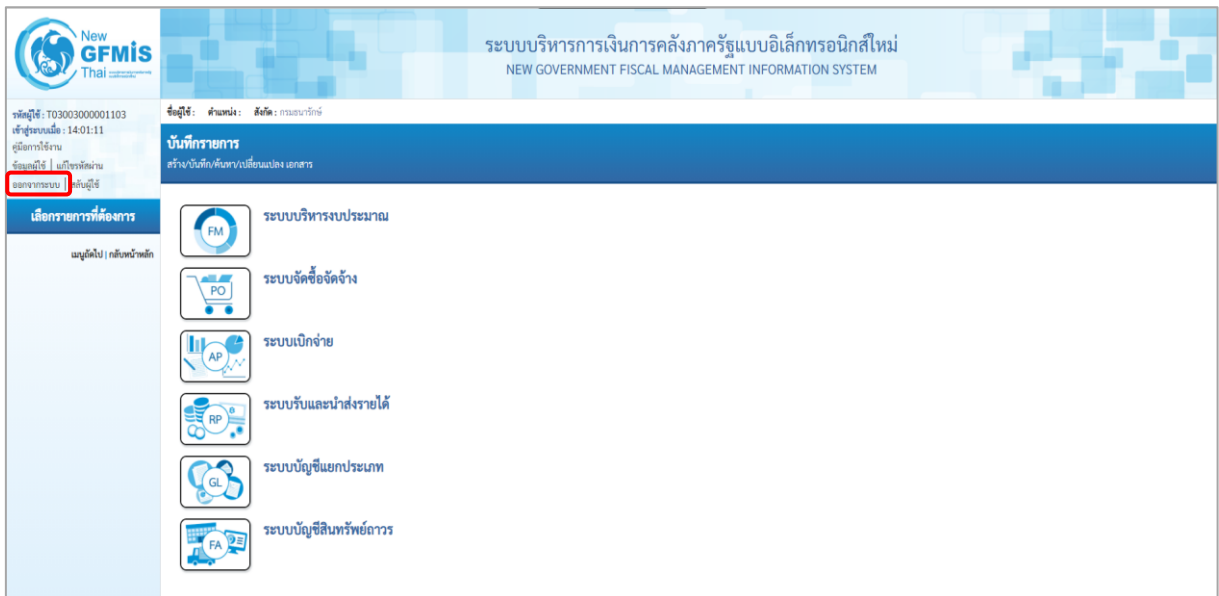 New
GFMiS
Thai
ระบบบริหารการเงินการคลังภาครัฐแบบอิเล็กทรอนิกส์ใหม่
NEW GOVERNMENT FISCAL MANAGEMENT INFORMATION SYSTEM
รหัสผู้ใช้ : T03003000001103
เข้าสู่ระบบเมื่อ : 14:01:11
คู่มือการใช้งาน
ข้อมูลผู้ใช้ | แก้ไขรหัสผ่าน
ออกจากระบบ | สลับผู้ใช้
เลือกรายการที่ต้องการ
เมนูถัดไป | กลับหน้าหลัก
ชื่อผู้ใช้ : ตำแหน่ง : สังกัด : กรมธนารักษ์
บันทึกรายการ
สร้าง/บันทึก/ค้นหา/เปลี่ยนแปลง เอกสาร
FM
ระบบบริหารงบประมาณ
PO
ระบบจัดซื้อจัดจ้าง
AP
ระบบเบิกจ่าย
RP
ระบบรับและนำส่งรายได้
GL
ระบบบัญชีแยกประเภท
FA
ระบบบัญชีสินทรัพย์ถาวร